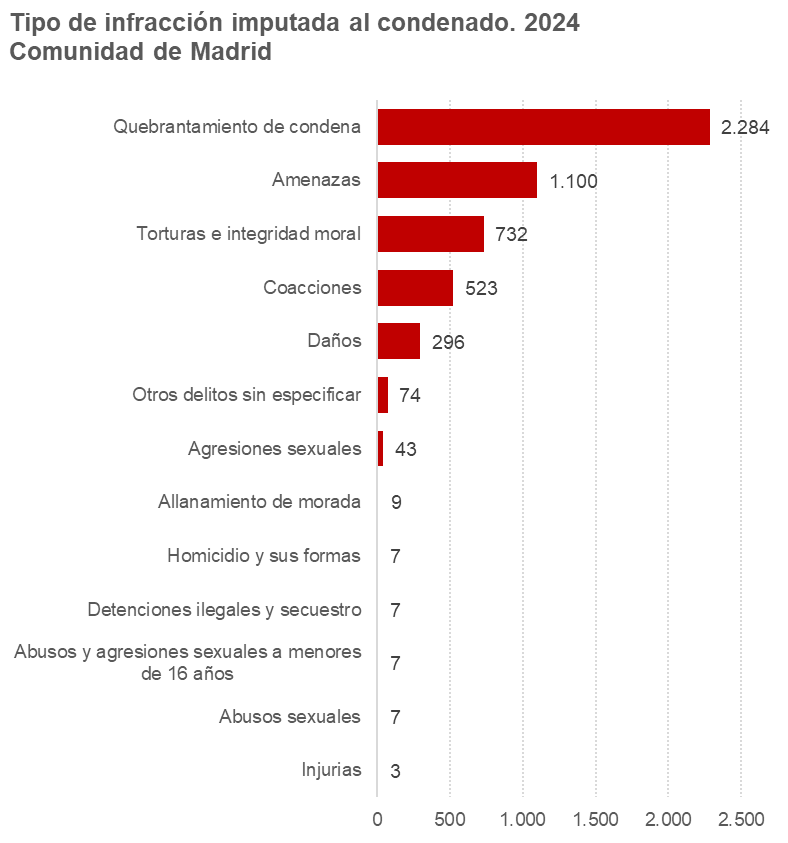 Tipo de infracción imputada al condenado. 2024
Comunidad de Madrid
Quebrantamiento de condena 2.284
Amenazas 1.100
Torturas e integridad moral 732
Coacciones 523
Daños 296
Otros delitos sin especificar 74
Agresiones sexuales 43
Allanamiento de morada 9
Homicidio y sus formas 7
Detenciones ilegales y secuestro 7
Abusos y agresiones sexuales a menores
de 16 años 7
Abusos sexuales 7
Injurias 3
0 500 1.000 1.500 2.000 2.500